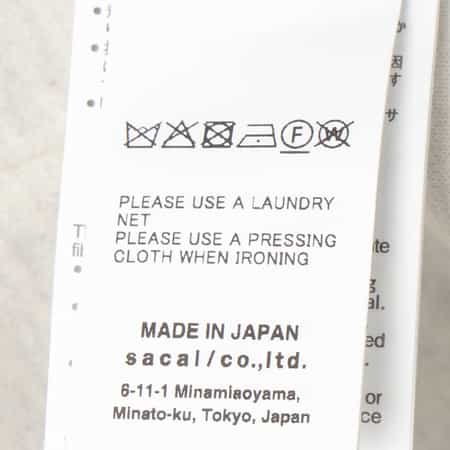 F W
PLEASE USE A LAUNDRY
NET
PLEASE USE A PRESSING
CLOTH WHEN IRONING
MADE IN JAPAN
sacai/co.,ltd.
6-11-1 Minamiaoyama,
Minato-ku, Tokyo, Japan